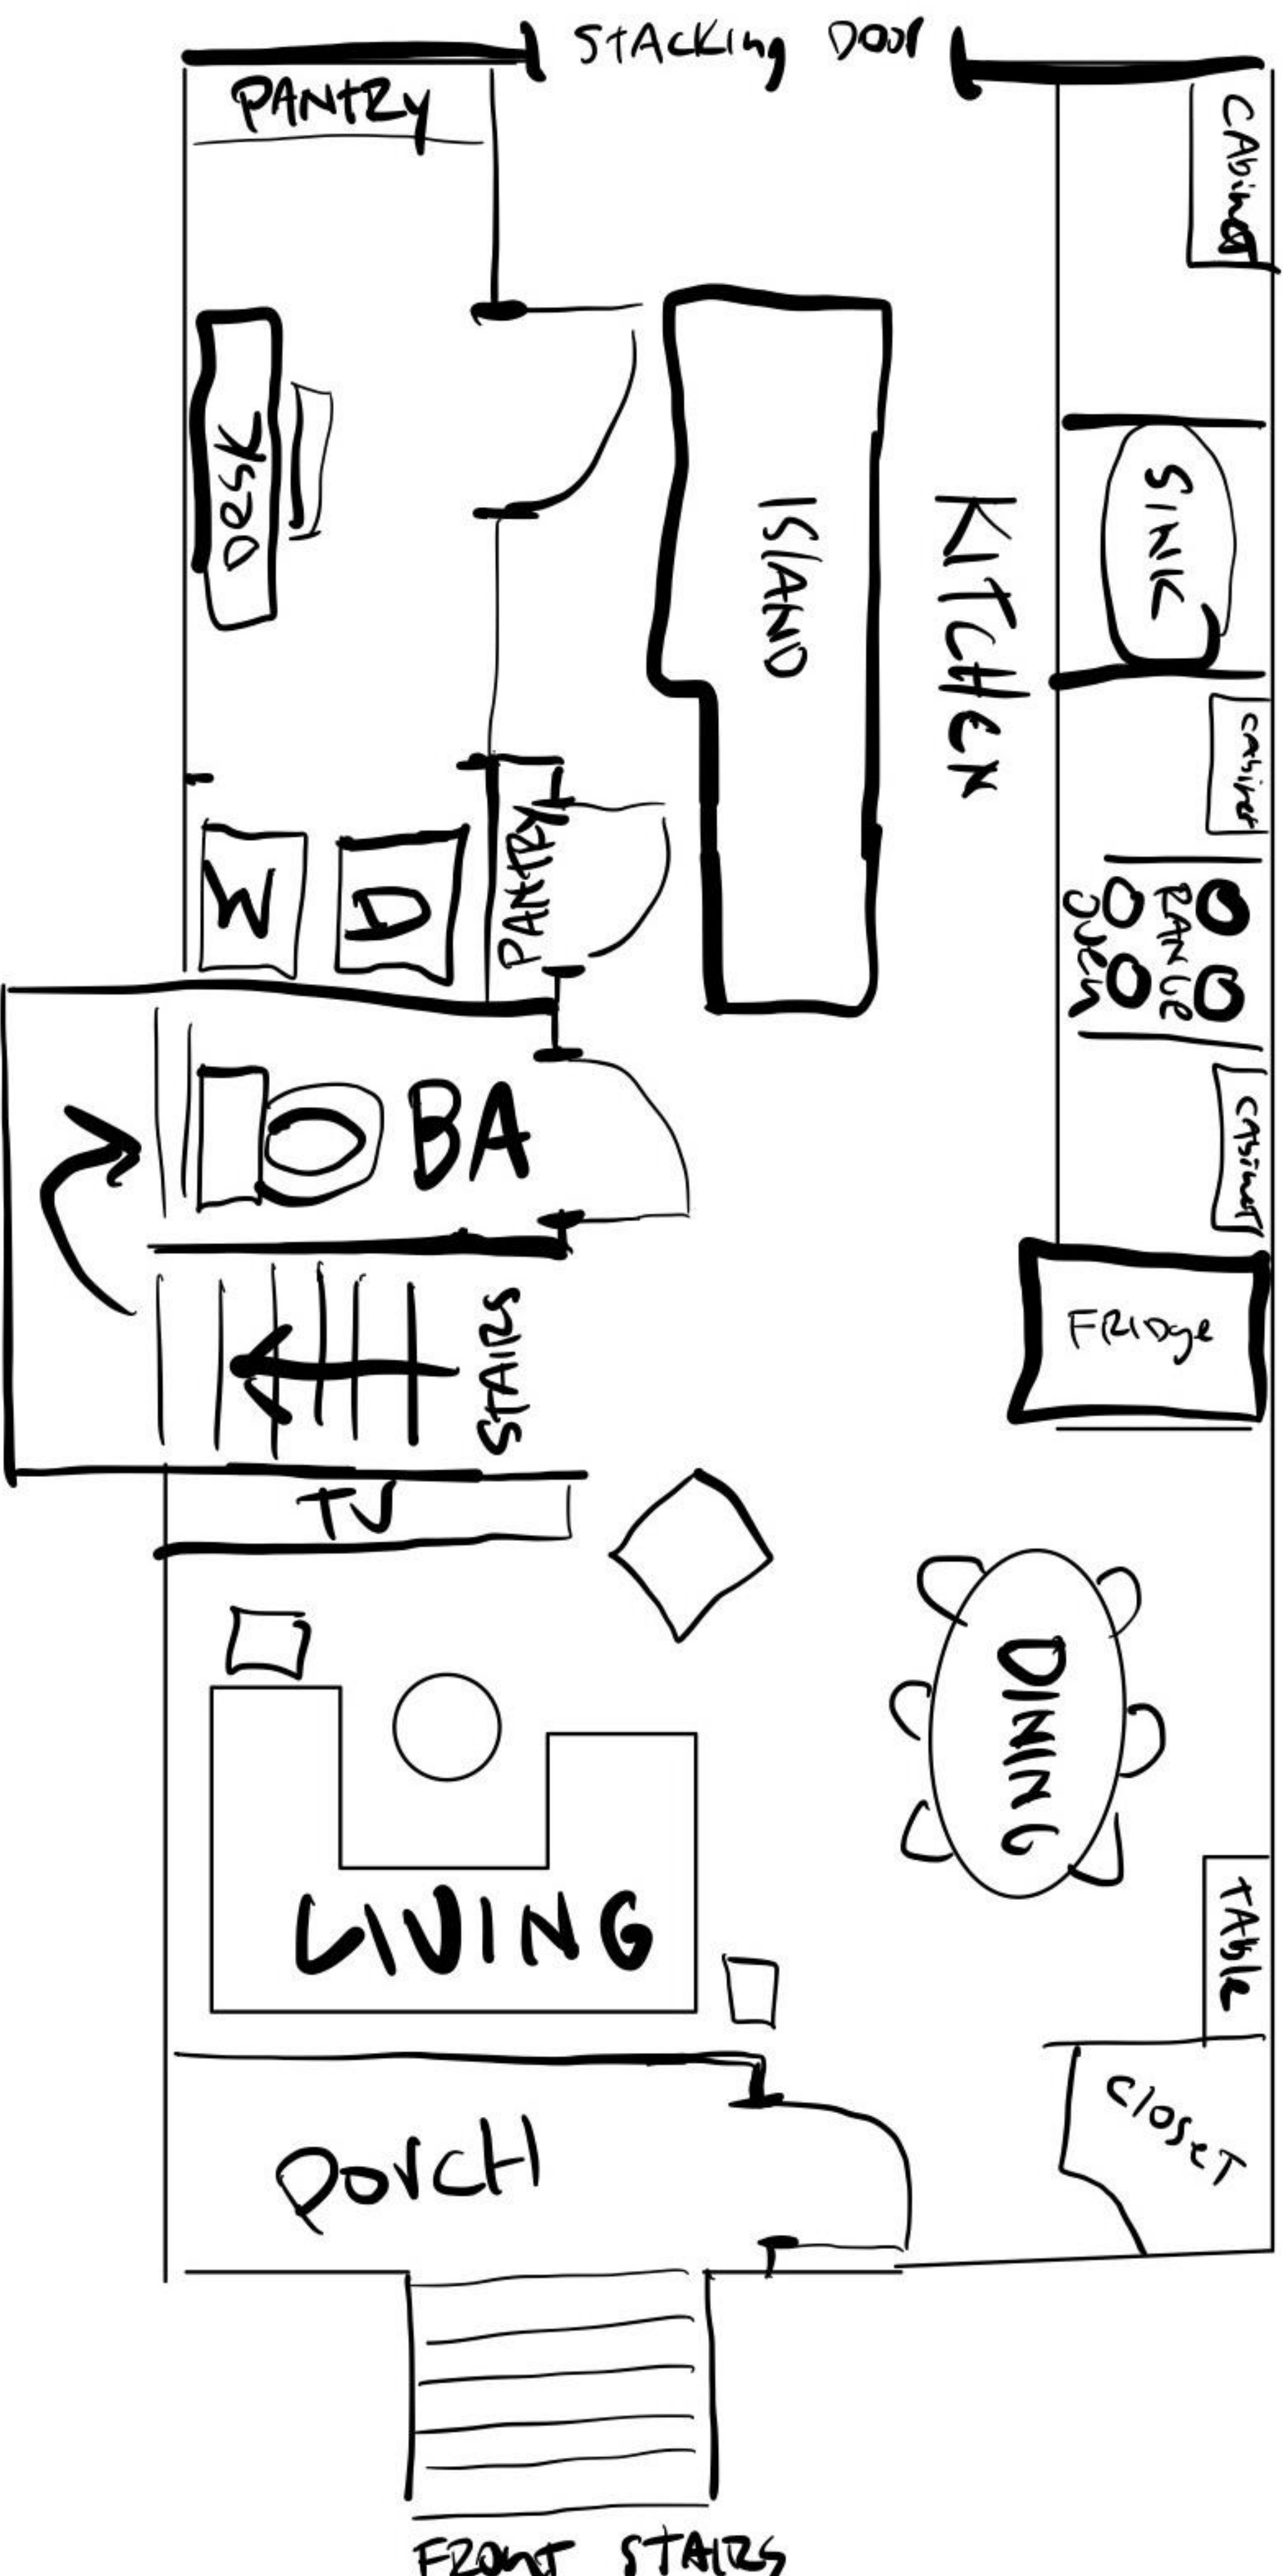 STACKing DOOR
PANTRY
CAbinet
DesK
ISlAND
KITCHEN
SINK
CAbinet
W
D
PANTRY
RANGe
OVeN
BA
CAbineT
STAIRS
FRIDge
TV
DINING
LIVING
TAble
PORCH
CloseT
FRONT STAIRS